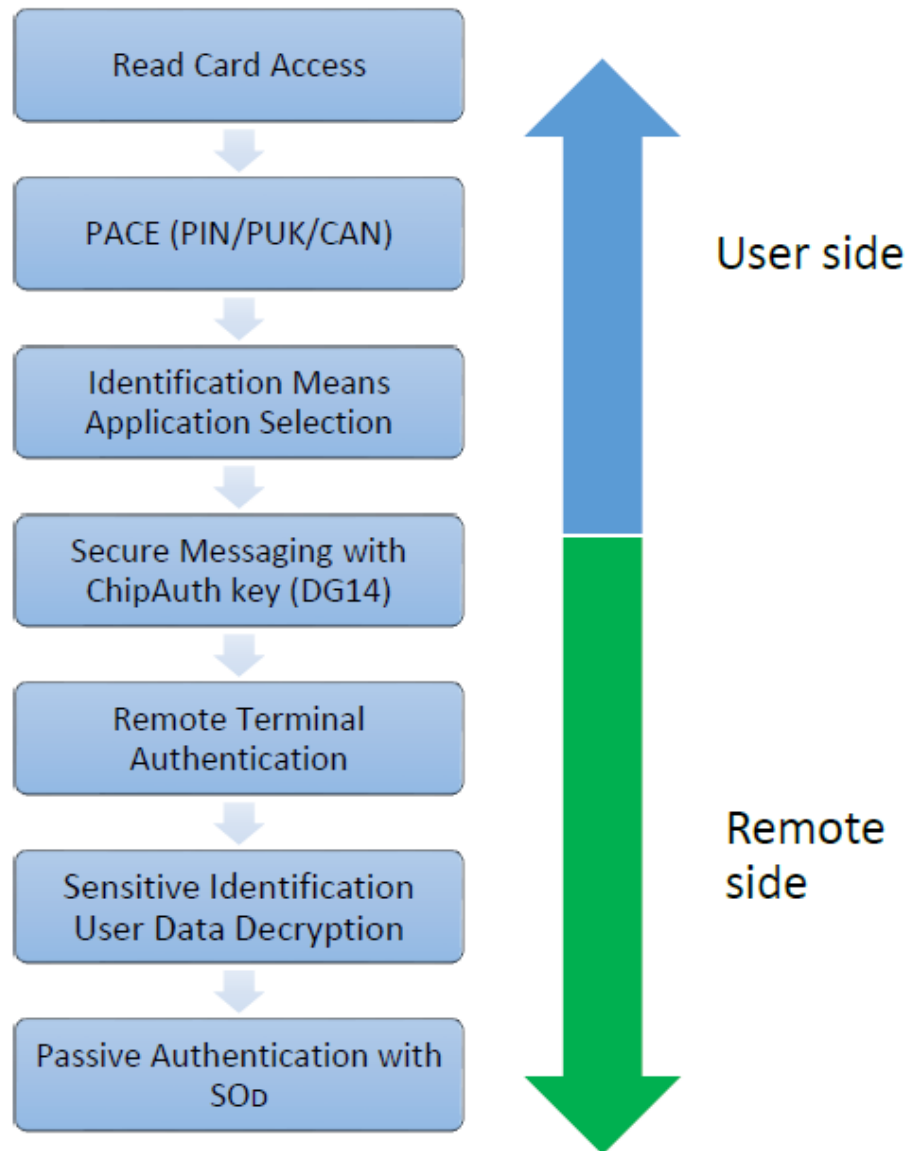 Read Card Access
PACE (PIN/PUK/CAN)
Identification Means
Application Selection
Secure Messaging with
ChipAuth key (DG14)
Remote Terminal
Authentication
Sensitive Identification
User Data Decryption
Passive Authentication with
SOD
User side
Remote
side